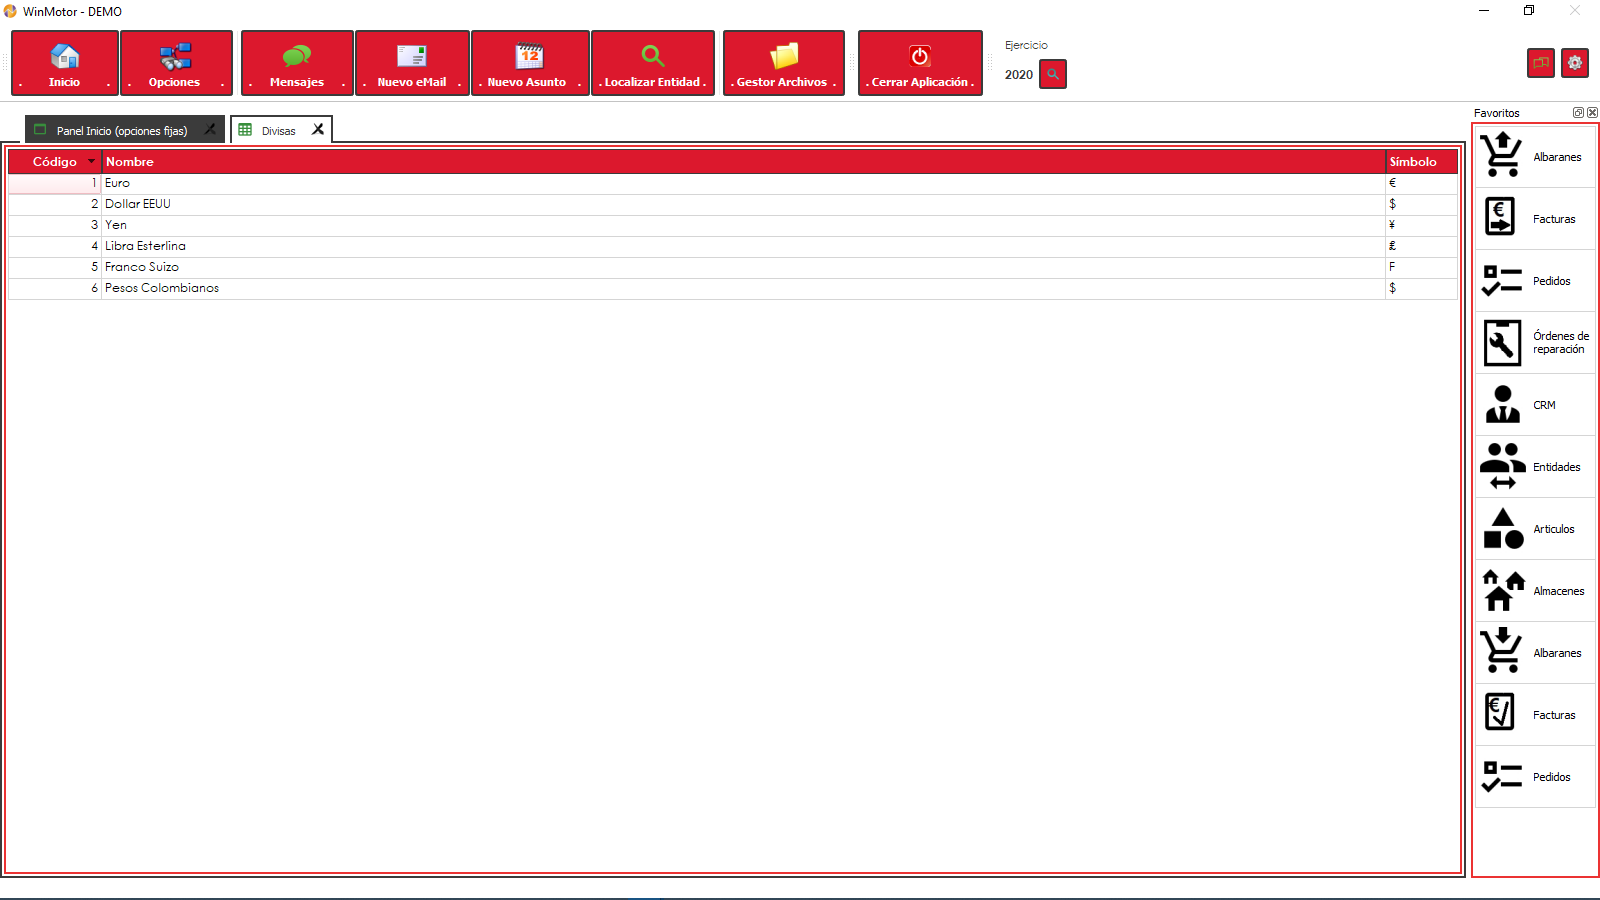 WinMotor - DEMO
. Inicio .
. Opciones .
. Mensajes .
. Nuevo eMail .
12
. Nuevo Asunto .
. Localizar Entidad .
. Gestor Archivos .
. Cerrar Aplicación .
Ejercicio
2020
Panel Inicio (opciones fijas)
Divisas
Código Nombre Símbolo
1 Euro €
2 Dollar EEUU $
3 Yen ¥
4 Libra Esterlina £
5 Franco Suizo F
6 Pesos Colombianos $
Favoritos
Albaranes
€
Facturas
Pedidos
Órdenes de
reparación
CRM
Entidades
Articulos
Almacenes
Albaranes
€
Facturas
Pedidos